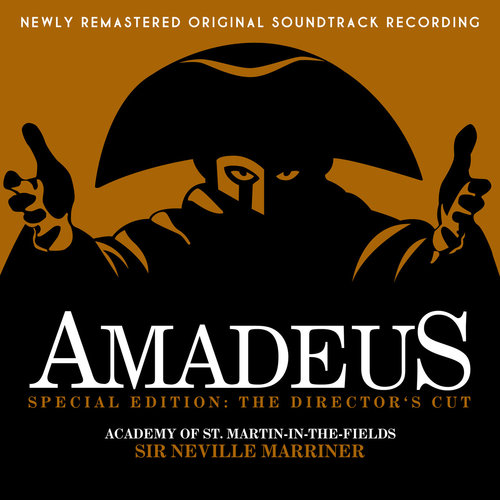 NEWLY REMASTERED ORIGINAL SOUNDTRACK RECORDING
AMADEUS
SPECIAL EDITION: THE DIRECTOR'S CUT
ACADEMY OF ST. MARTIN-IN-THE-FIELDS
SIR NEVILLE MARRINER